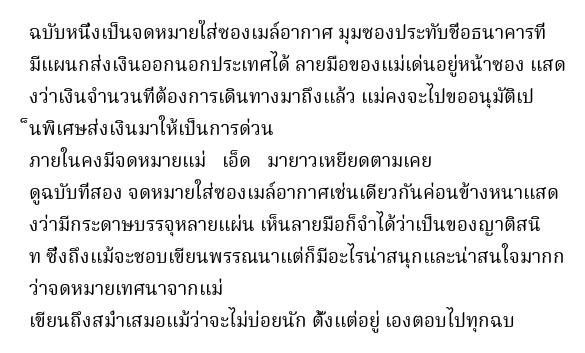 ฉบับหนึ่งเป็นจดหมายใส่ซองเมล์อากาศ มุมซองประทับชื่อธนาคารที่
มีแผนกส่งเงินออกนอกประเทศได้ ลายมือของแม่เด่นอยู่หน้าซอง แสด
งว่าเงินจำนวนที่ต้องการเดินทางมาถึงแล้ว แม่คงจะไปขออนุมัติเป
็นพิเศษส่งเงินมาให้เป็นการด่วน
ภายในคงมีจดหมายแม่ เอ็ด มายาวเหยียดตามเคย
ดูฉบับที่สอง จดหมายใส่ซองเมล์อากาศเช่นเดียวกันค่อนข้างหนาแสด
งว่ามีกระดาษบรรจุหลายแผ่น เห็นลายมือก็จำได้ว่าเป็นของญาติสนิ
ท ซึ่งถึงแม้จะชอบเขียนพรรณนาแต่ก็มีอะไรน่าสนุกและน่าสนใจมากก
ว่าจดหมายเทศนาจากแม่
เขียนถึงสม่ำเสมอแม้ว่าจะไม่บ่อยนัก ตั้งแต่อยู่ เองตอบไปทุกฉบ